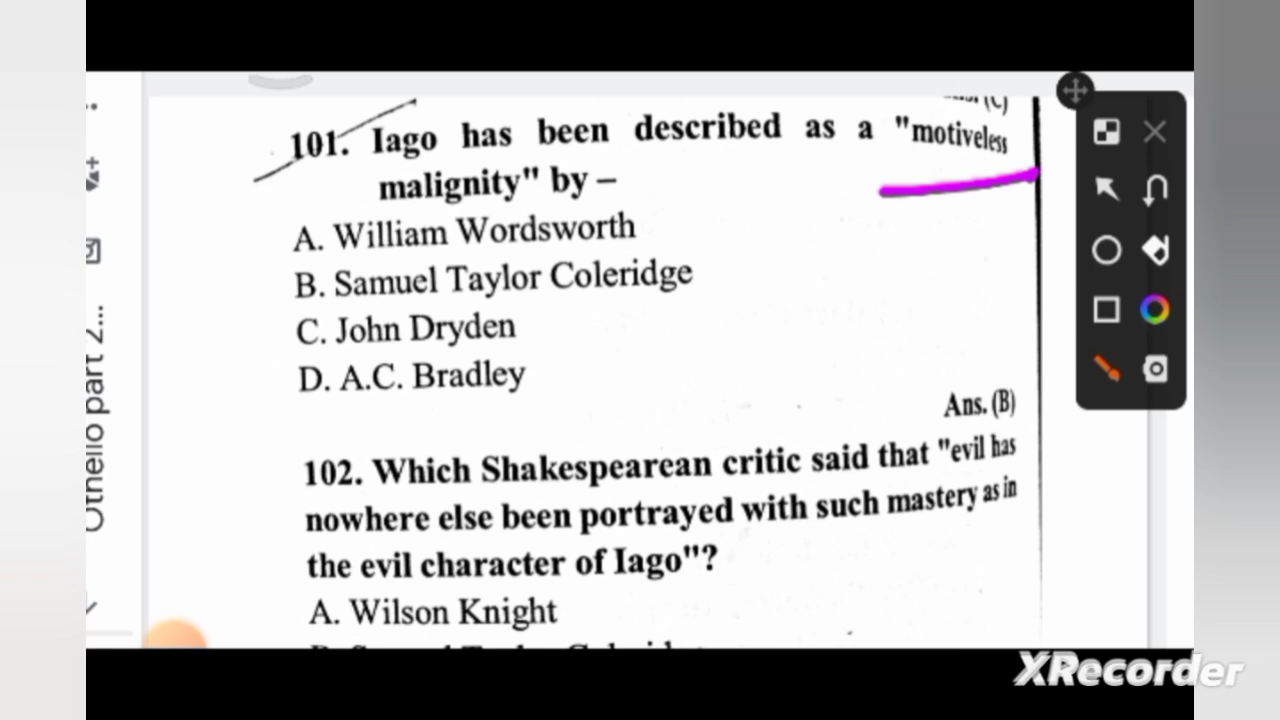 Othello part 2...
101. Iago has been described as a "motiveless
malignity" by –
A. William Wordsworth
B. Samuel Taylor Coleridge
C. John Dryden
D. A.C. Bradley
Ans. (B)
102. Which Shakespearean critic said that "evil has
nowhere else been portrayed with such mastery as in
the evil character of Iago"?
A. Wilson Knight
XRecorder